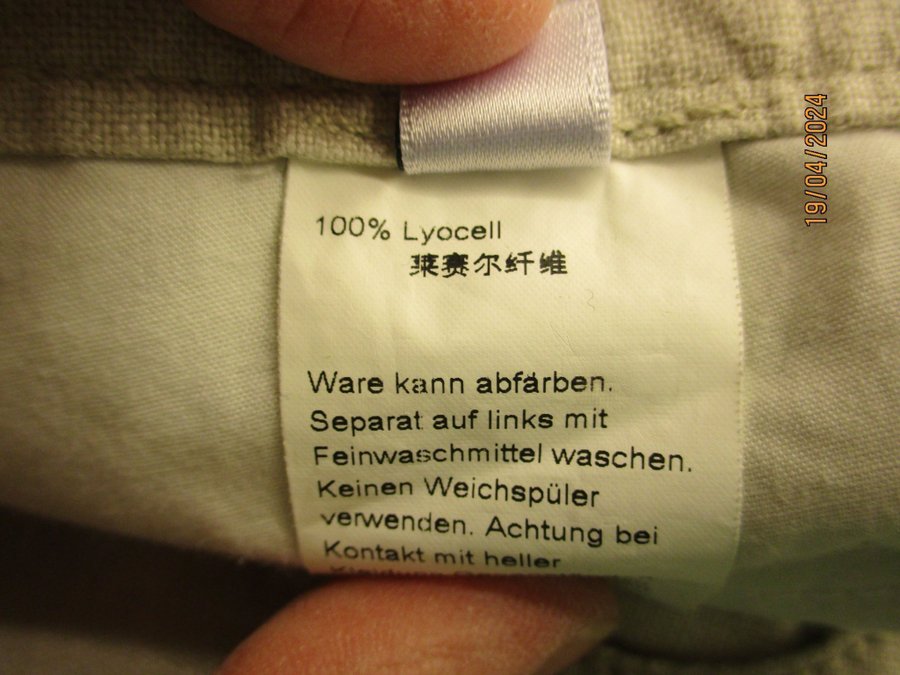 100% Lyocell
莱赛尔纤维
Ware kann abfärben.
Separat auf links mit
Feinwaschmittel waschen.
Keinen Weichspüler
verwenden. Achtung bei
Kontakt mit heller
19/04/2024